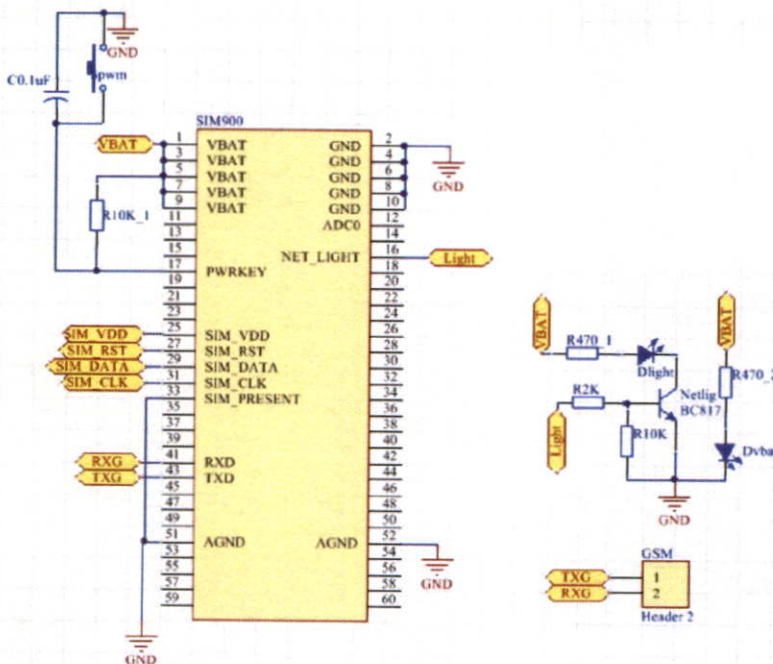 GND
C0.1uF
pwm
SIM900
VBAT
1 VBAT GND 2
3 VBAT GND 4
5 VBAT GND 6
7 VBAT GND 8
9 VBAT GND 10
GND
R10K_1
11 ADC0 12
13 14
15 NET_LIGHT 16 Light
17 PWRKEY 18
19 20
21 22
23 24
SIM_VDD 25 SIM_VDD 26
SIM_RST 27 SIM_RST 28
SIM_DATA 29 SIM_DATA 30
SIM_CLK 31 SIM_CLK 32
33 SIM_PRESENT 34
35 36
37 38
39 40
RXG 41 RXD 42
TXG 43 TXD 44
45 46
47 48
49 50
51 AGND AGND 52
53 54
55 56
57 58
59 60
GND
GND
VBAT
VBAT
R470_1
Dlight
R470_2
R2K
Netlig
BC817
Light
R10K
Dvba
GND
GSM
TXG 1
RXG 2
Header 2